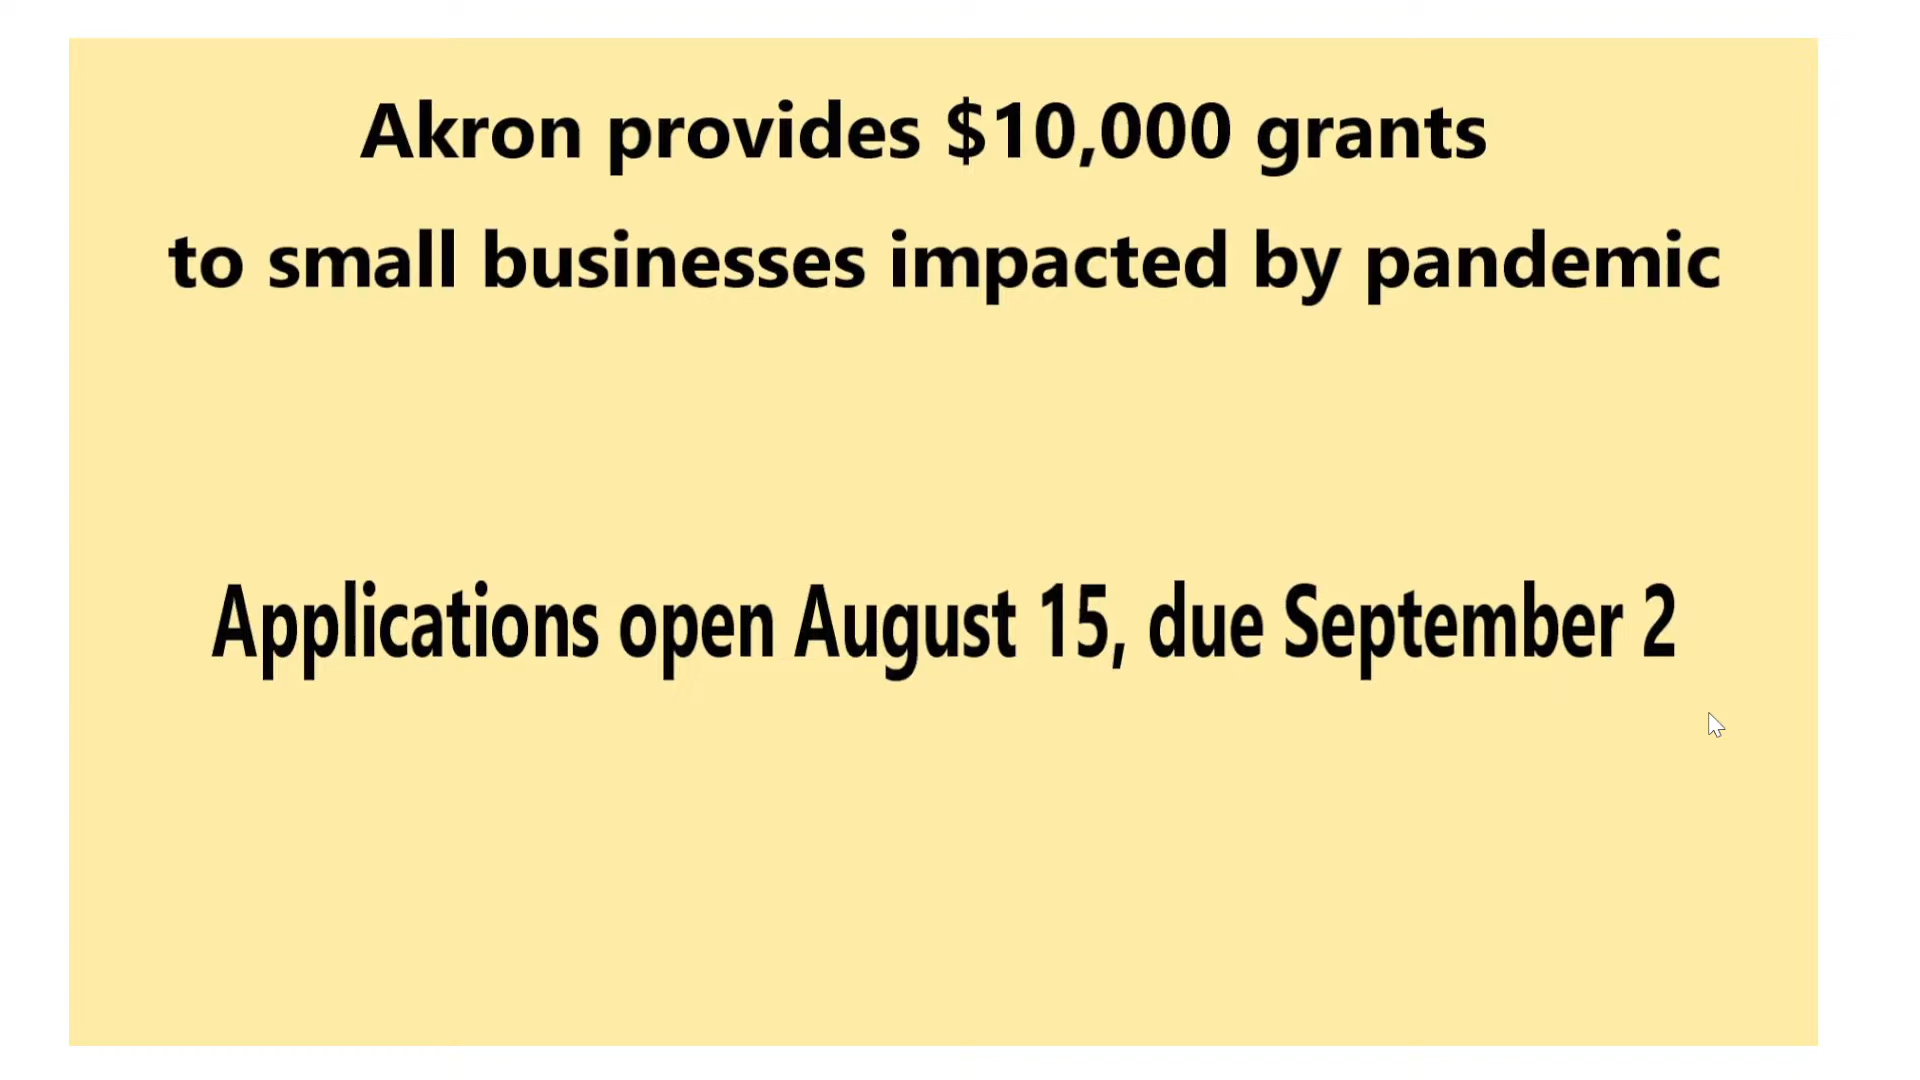 Akron provides $10,000 grants
to small businesses impacted by pandemic
Applications open August 15, due September 2